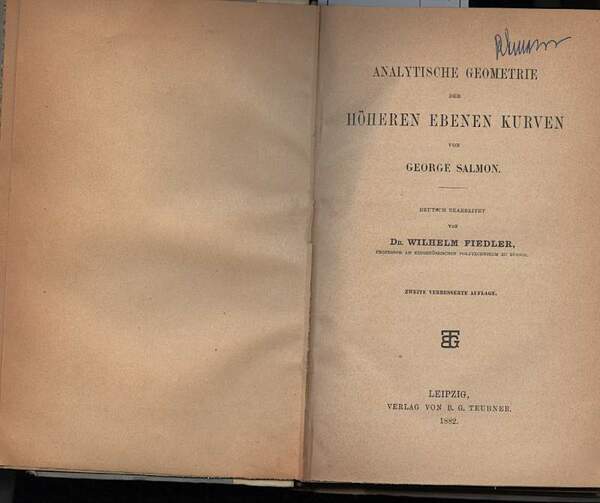 ANALYTISCHE GEOMETRIE
DER
HÖHEREN EBENEN KURVEN
VON
GEORGE SALMON.
DEUTSCH BEARBEITET
VON
DR. WILHELM FIEDLER,
PROFESSOR AM EIDGENÖSSISCHEN POLYTECHNIKUM ZU ZÜRICH.
ZWEITE VERBESSERTE AUFLAGE.
BTG
LEIPZIG,
VERLAG VON B. G. TEUBNER.
1882.